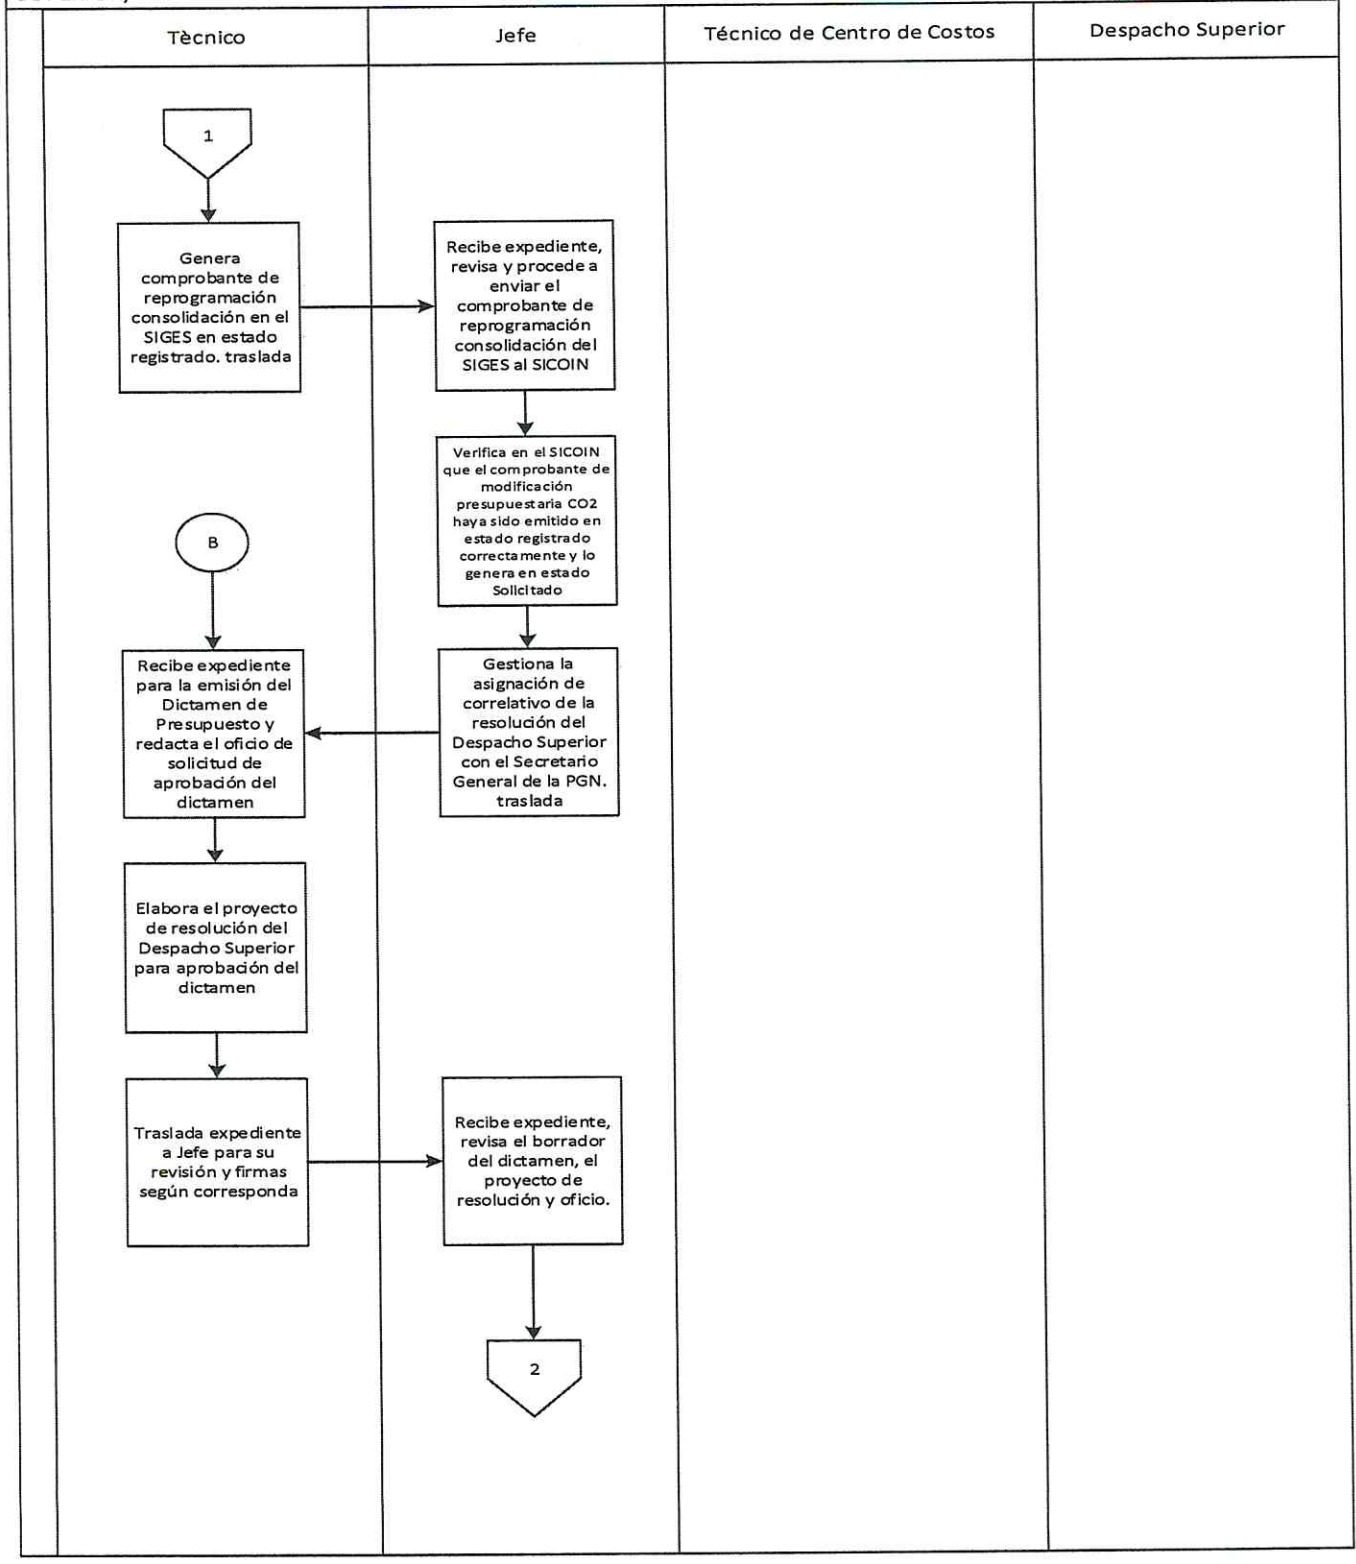 Tècnico
Jefe
Técnico de Centro de Costos
Despacho Superior
1
Genera
comprobante de
reprogramación
consolidación en el
SIGES en estado
registrado. traslada
Recibe expediente,
revisa y procede a
enviar el
comprobante de
reprogramación
consolidación del
SIGES al SICOIN
Verifica en el SICOIN
que el comprobante de
modificación
presupuestaria CO2
haya sido emitido en
estado registrado
correctamente y lo
genera en estado
Solicitado
B
Recibe expediente
para la emisión del
Dictamen de
Presupuesto y
redacta el oficio de
solicitud de
aprobación del
dictamen
Gestiona la
asignación de
correlativo de la
resolución del
Despacho Superior
con el Secretario
General de la PGN.
traslada
Elabora el proyecto
de resolución del
Despacho Superior
para aprobación del
dictamen
Traslada expediente
a Jefe para su
revisión y firmas
según corresponda
Recibe expediente,
revisa el borrador
del dictamen, el
proyecto de
resolución y oficio.
2